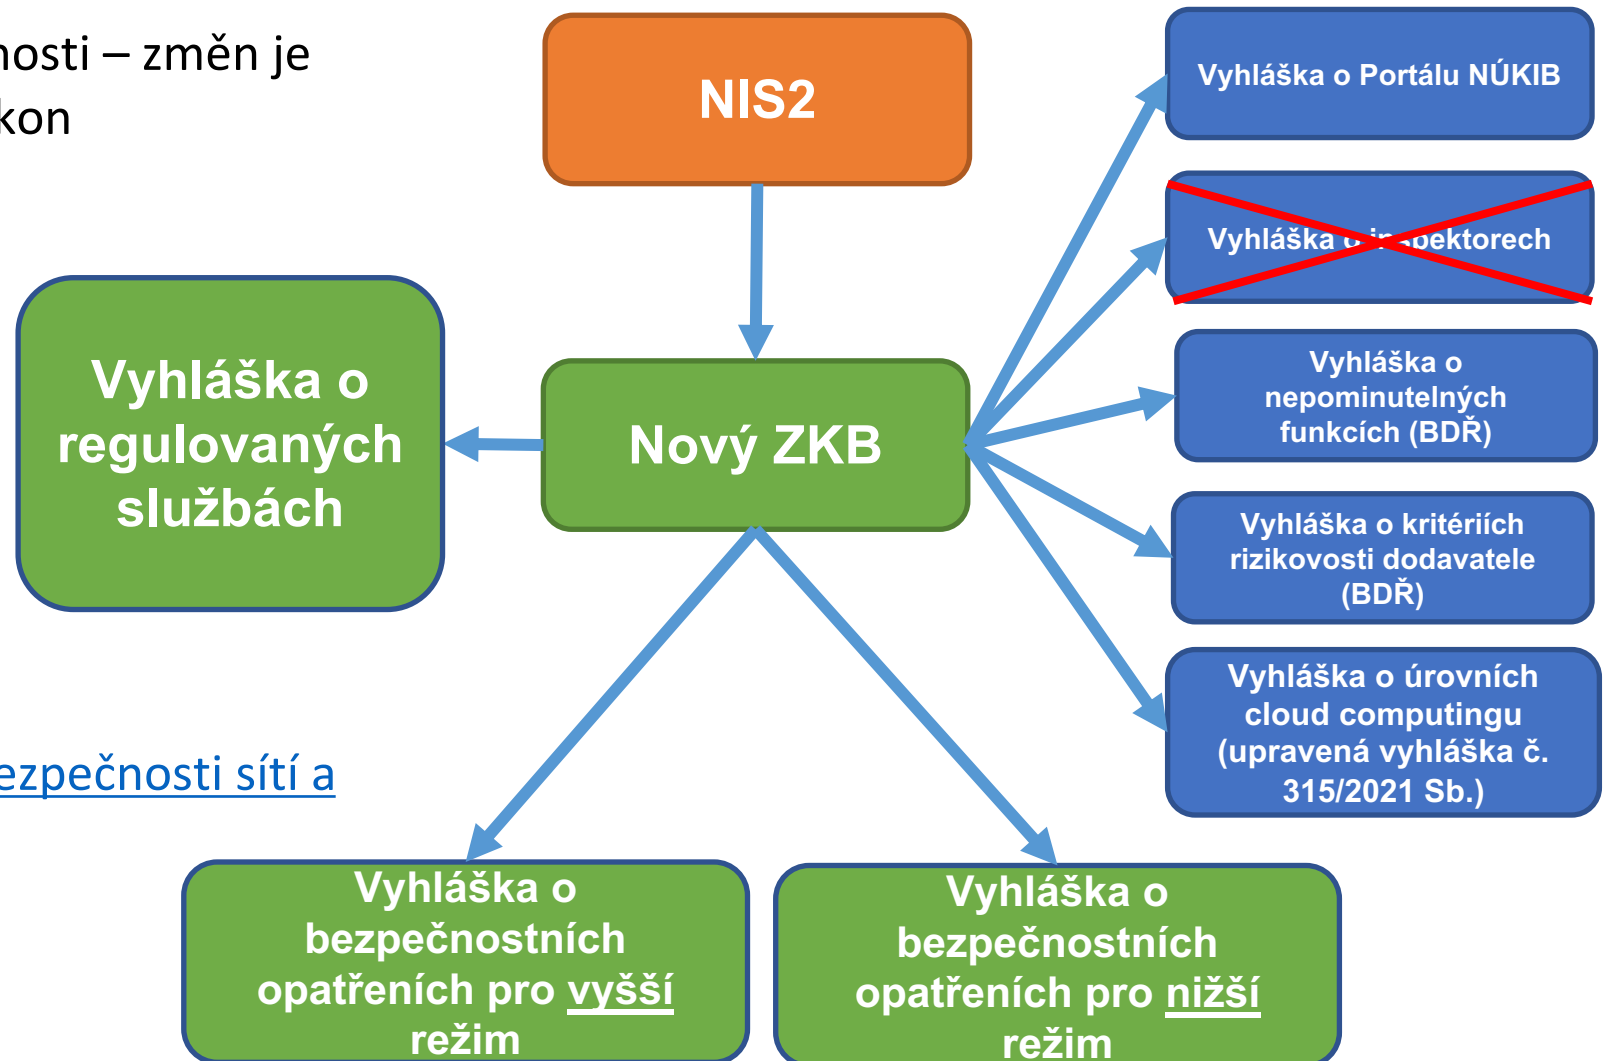 nosti – změn je
kon
NIS2
Vyhláška o Portálu NÚKIB
Vyhláška o inspektorech
Vyhláška o
nepominutelných
funkcích (BDŘ)
Vyhláška o
regulovaných
službách
Nový ZKB
Vyhláška o kritériích
rizikovosti dodavatele
(BDŘ)
Vyhláška o úrovních
cloud computingu
(upravená vyhláška č.
315/2021 Sb.)
ezpečnosti sítí a
Vyhláška o
bezpečnostních
opatřeních pro vyšší
režim
Vyhláška o
bezpečnostních
opatřeních pro nižší
režim